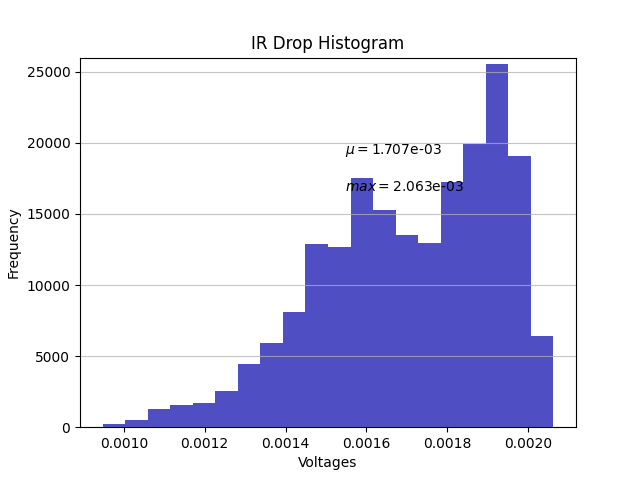 IR Drop Histogram
25000
20000
15000
10000
5000
0
Frequency
μ = 1.707e-03
max = 2.063e-03
0.0010 0.0012 0.0014 0.0016 0.0018 0.0020
Voltages